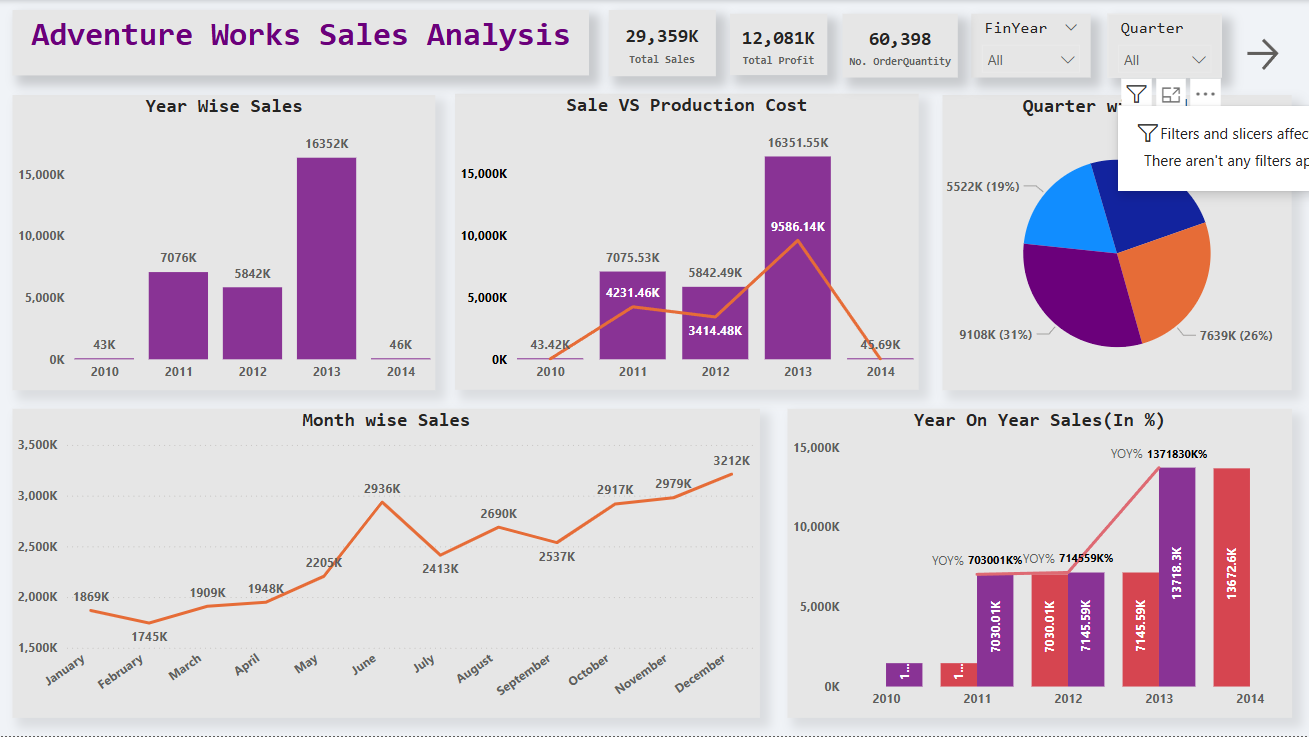 Adventure Works Sales Analysis
29,359K
Total Sales
12,081K
Total Profit
60,398
No. OrderQuantity
FinYear
All
Quarter
All
Year Wise Sales
15,000K
10,000K
5,000K
0K
43K
7076K
5842K
16352K
46K
2010
2011
2012
2013
2014
Sale VS Production Cost
15,000K
10,000K
5,000K
0K
43.42K
7075.53K
4231.46K
5842.49K
3414.48K
16351.55K
9586.14K
45.69K
2010
2011
2012
2013
2014
Quarter
Filters and slicers affec
There aren't any filters ap
5522K (19%)
9108K (31%)
7639K (26%)
Month wise Sales
3,500K
3,000K
2,500K
2,000K
1,500K
1869K
1745K
1909K
1948K
2205K
2936K
2413K
2690K
2537K
2917K
2979K
3212K
January
February
March
April
May
June
July
August
September
October
November
December
Year On Year Sales(In %)
15,000K
10,000K
5,000K
0K
YOY% 703001K%
YOY% 714559K%
YOY% 1371830K%
1...
1...
7030.01K
7030.01K
7145.59K
7145.59K
13718.3K
13672.6K
2010
2011
2012
2013
2014